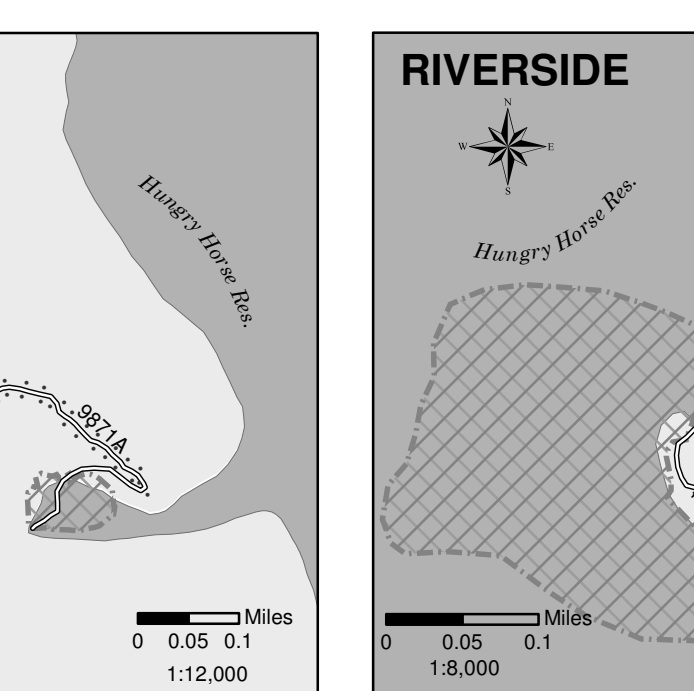 Hungry Horse Res.
9871A
Miles
0 0.05 0.1
1:12,000
RIVERSIDE
N
W E
S
Hungry Horse Res.
Miles
0 0.05 0.1
1:8,000